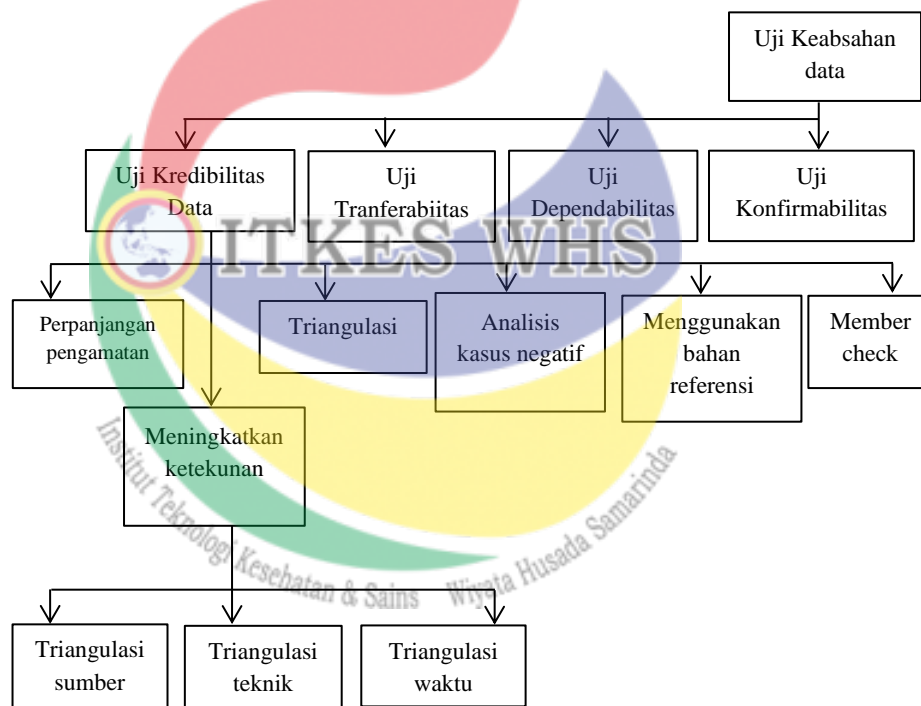 Uji Keabsahan
data
Uji Kredibilitas
Data
Uji
Tranferabiitas
Uji
Dependabilitas
Uji
Konfirmabilitas
ITKES WHS
Perpanjangan
pengamatan
Triangulasi
Analisis
kasus negatif
Menggunakan
bahan
referensi
Member
check
Meningkatkan
ketekunan
Institut Teknologi Kesehatan & Sains Wiyata Husada Samarinda
Triangulasi
sumber
Triangulasi
teknik
Triangulasi
waktu